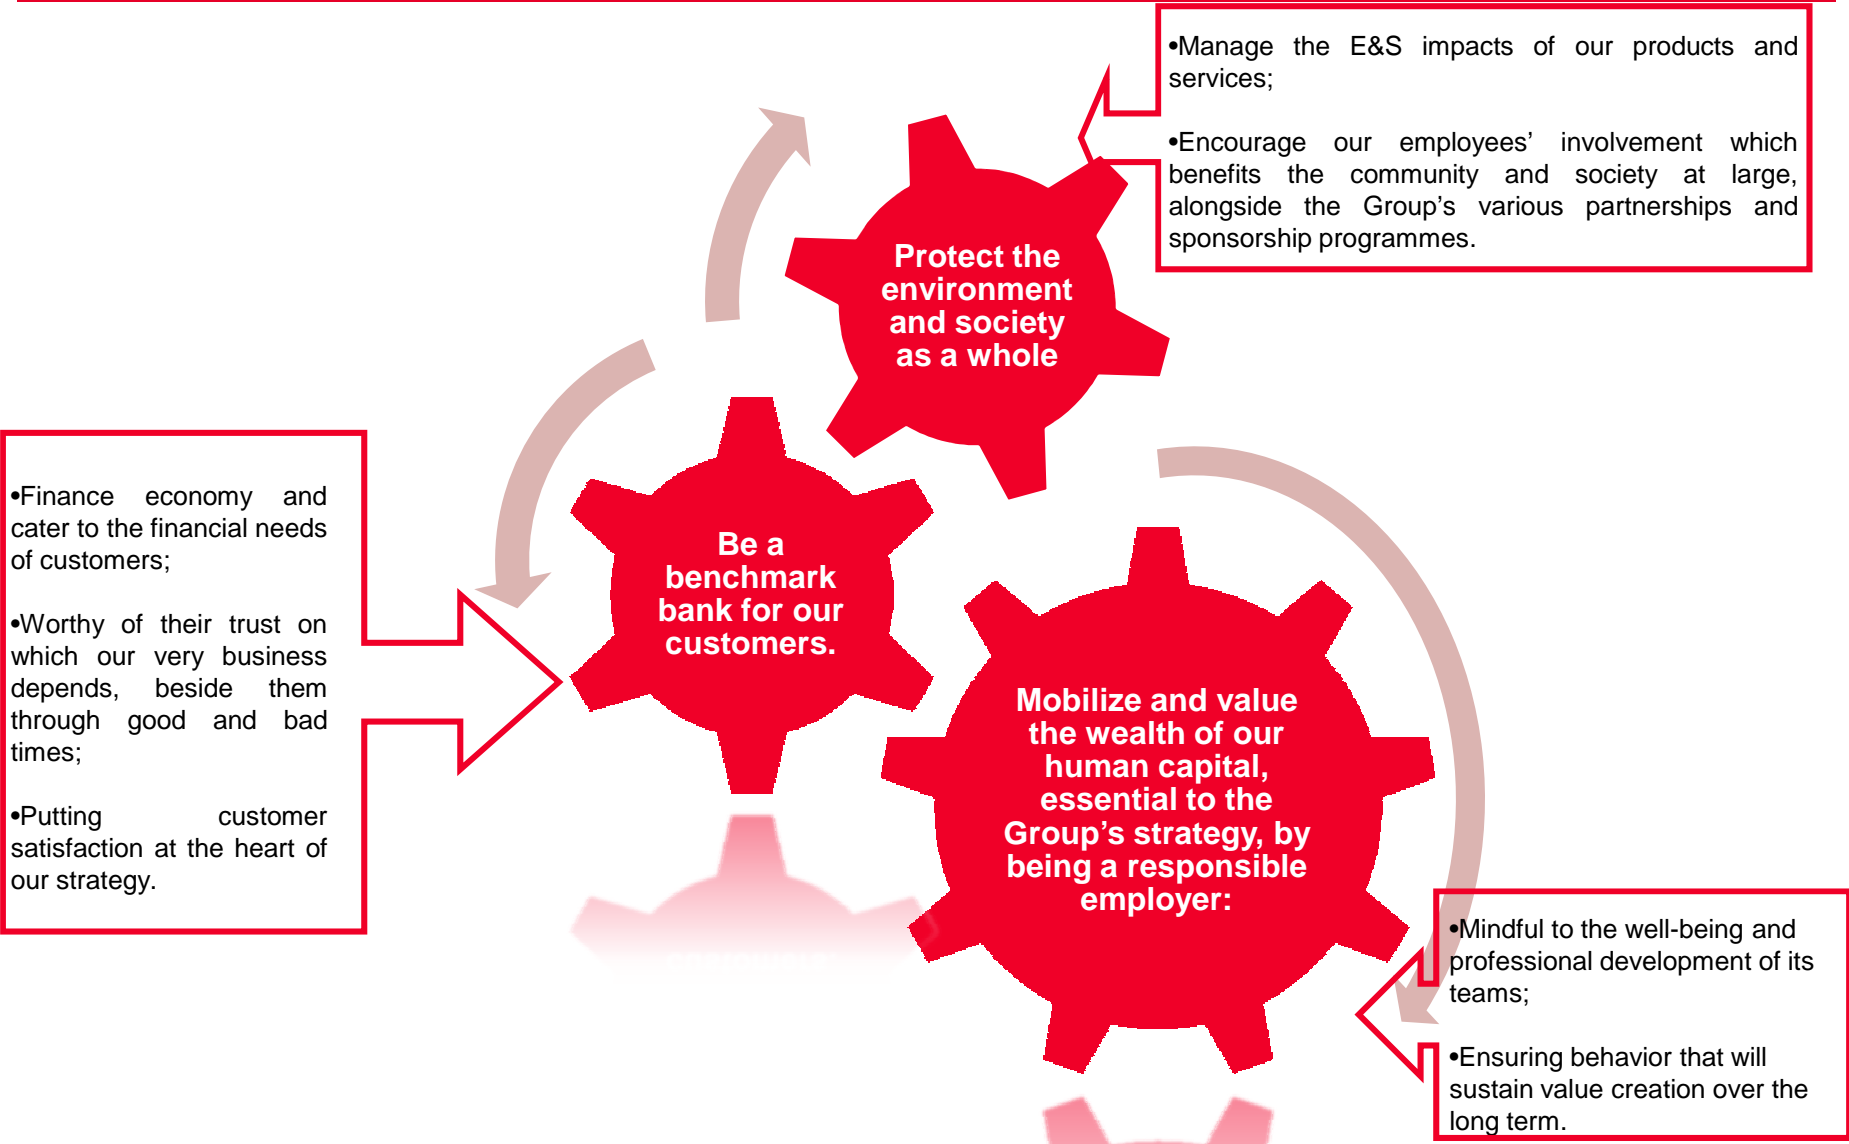 •Manage the E&S impacts of our products and
services;
•Encourage our employees’ involvement which
benefits the community and society at large,
alongside the Group’s various partnerships and
sponsorship programmes.
Protect the
environment
and society
as a whole
•Finance economy and
cater to the financial needs
of customers;
•Worthy of their trust on
which our very business
depends, beside them
through good and bad
times;
•Putting customer
satisfaction at the heart of
our strategy.
Be a
benchmark
bank for our
customers.
Mobilize and value
the wealth of our
human capital,
essential to the
Group’s strategy, by
being a responsible
employer:
•Mindful to the well-being and
professional development of its
teams;
•Ensuring behavior that will
sustain value creation over the
long term.